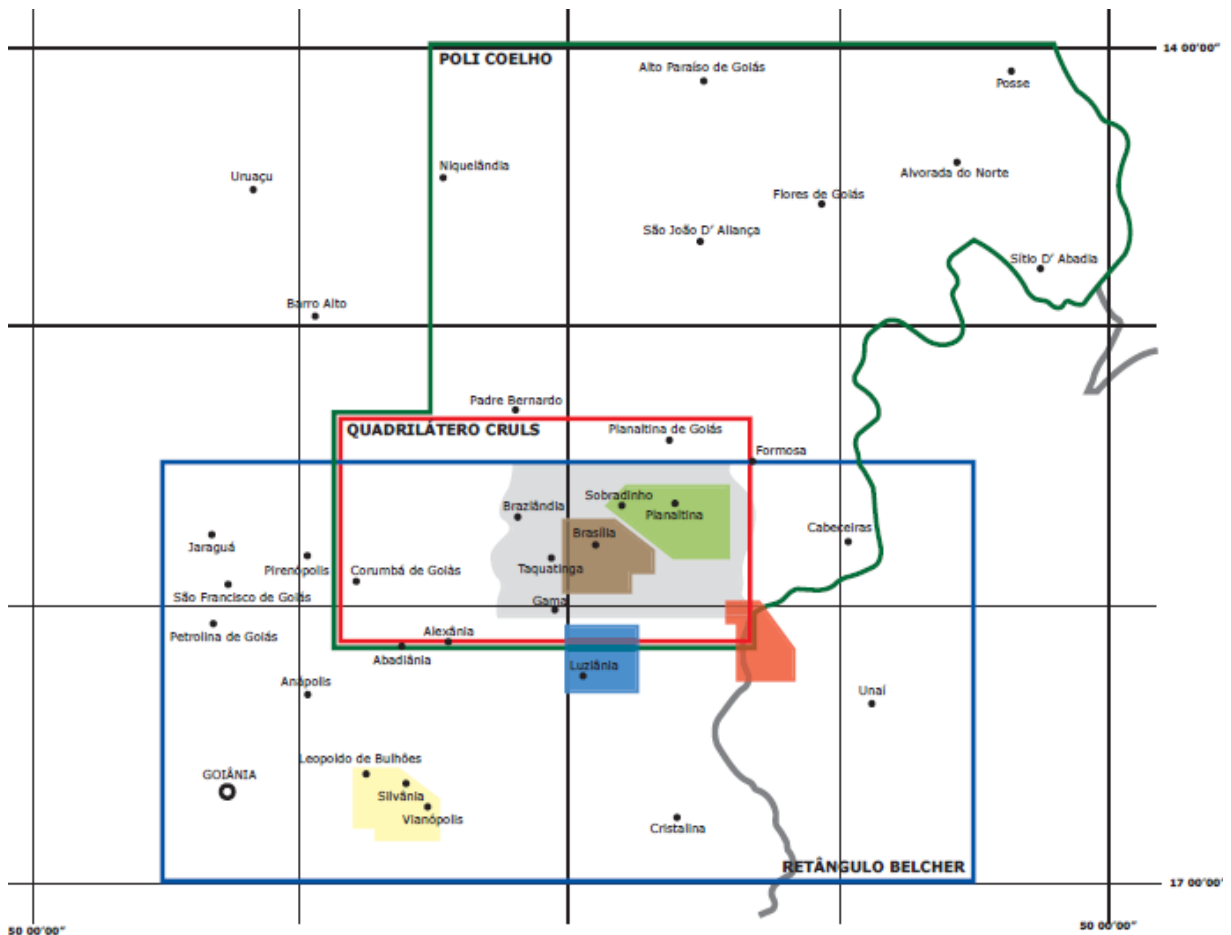 14 00'00"
POLI COELHO
Alto Paraíso de Goiás
Posse
Niquelândia
Uruaçu
Alvorada do Norte
Flores de Goiás
São João D' Aliança
Sítio D' Abadia
Barro Alto
Padre Bernardo
QUADRILÁTERO CRULS
Planaltina de Goiás
Formosa
Sobradinho
Brazlândia
Planaltina
Cabeceiras
Brasília
Jaraguá
Pirenópolis
Corumbá de Goiás
Taquatinga
São Francisco de Goiás
Gama
Petrolina de Goiás
Alexânia
Abadiânia
Luziânia
Anápolis
Unaí
Leopoldo de Bulhões
GOIÂNIA
Silvânia
Vianópolis
Cristalina
RETÂNGULO BELCHER
17 00'00"
50 00'00"
50 00'00"